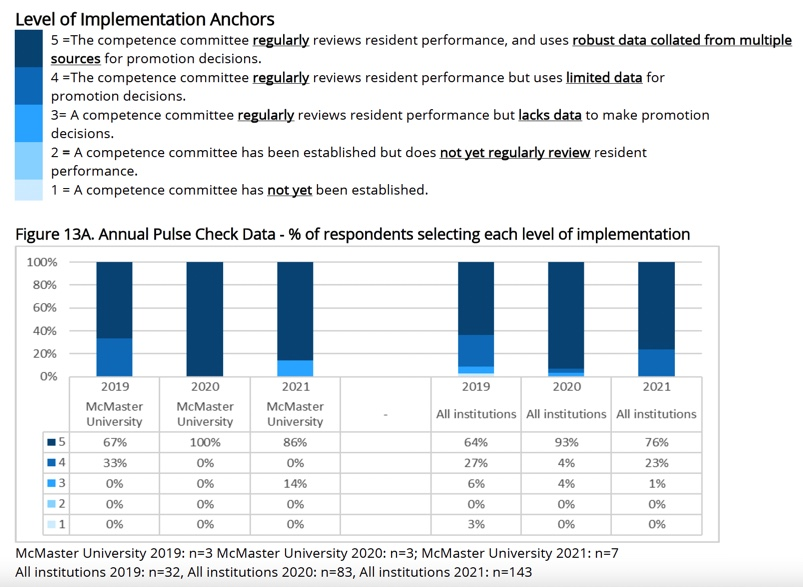 Level of Implementation Anchors
5 =The competence committee regularly reviews resident performance, and uses robust data collated from multiple
sources for promotion decisions.
4 =The competence committee regularly reviews resident performance but uses limited data for
promotion decisions.
3= A competence committee regularly reviews resident performance but lacks data to make promotion
decisions.
2 = A competence committee has been established but does not yet regularly review resident
performance.
1 = A competence committee has not yet been established.
Figure 13A. Annual Pulse Check Data - % of respondents selecting each level of implementation
100%
80%
60%
40%
20%
0%
2019 2020 2021 2019 2020 2021
McMaster McMaster McMaster - All institutions All institutions All institutions
University University University
5 67% 100% 86% 64% 93% 76%
4 33% 0% 0% 27% 4% 23%
3 0% 0% 14% 6% 4% 1%
2 0% 0% 0% 0% 0% 0%
1 0% 0% 0% 3% 0% 0%
McMaster University 2019: n=3 McMaster University 2020: n=3; McMaster University 2021: n=7
All institutions 2019: n=32, All institutions 2020: n=83, All institutions 2021: n=143